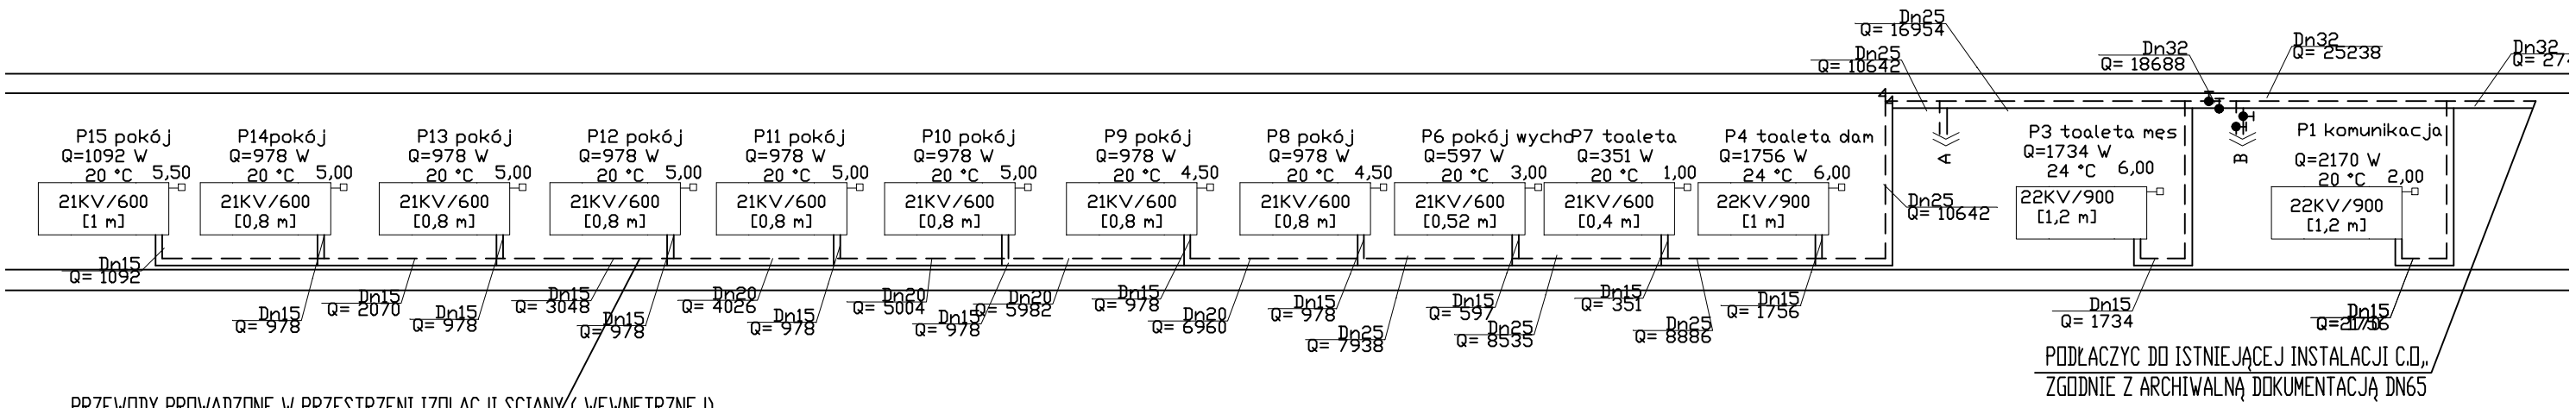 Dn25
Q= 16954
Dn25
Q= 10642
Dn32
Q= 18688
Dn32
Q= 25238
Dn32
P15 pokój
Q=1092 W
20 °C 5,50
21KV/600
[1 m]
P14pokój
Q=978 W
20 °C 5,00
21KV/600
[0,8 m]
P13 pokój
Q=978 W
20 °C 5,00
21KV/600
[0,8 m]
P12 pokój
Q=978 W
20 °C 5,00
21KV/600
[0,8 m]
P11 pokój
Q=978 W
20 °C 5,00
21KV/600
[0,8 m]
P10 pokój
Q=978 W
20 °C 5,00
21KV/600
[0,8 m]
P9 pokój
Q=978 W
20 °C 4,50
21KV/600
[0,8 m]
P8 pokój
Q=978 W
20 °C 4,50
21KV/600
[0,8 m]
P6 pokój wycho
Q=597 W
20 °C 3,00
21KV/600
[0,52 m]
P7 toaleta
Q=351 W
20 °C 1,00
21KV/600
[0,4 m]
P4 toaleta dam
Q=1756 W
24 °C 6,00
22KV/900
[1 m]
A
Dn25
Q= 10642
P3 toaleta męs
Q=1734 W
24 °C 6,00
22KV/900
[1,2 m]
B
P1 komunikacja
Q=2170 W
20 °C 2,00
22KV/900
[1,2 m]
Dn15
Q= 1092
Dn15
Q= 978
Dn15
Q= 2070
Dn15
Q= 978
Dn15
Q= 3048
Dn15
Q= 978
Dn20
Q= 4026
Dn15
Q= 978
Dn20
Q= 5004
Dn15
Q= 978
Dn20
Q= 5982
Dn15
Q= 978
Dn20
Q= 6960
Dn15
Q= 978
Dn25
Q= 7938
Dn15
Q= 597
Dn25
Q= 8535
Dn15
Q= 351
Dn25
Q= 8886
Dn15
Q= 1756
Dn15
Q= 1734
Dn15
PODŁACZYC DO ISTNIEJĄCEJ INSTALACJI C.O.,
ZGODNIE Z ARCHIWALNĄ DOKUMENTACJĄ DN65
PRZEWODY PROWADZONE W PRZESTRZENI IZOLACJI SCIANY ( WEWNETRZNEJ)